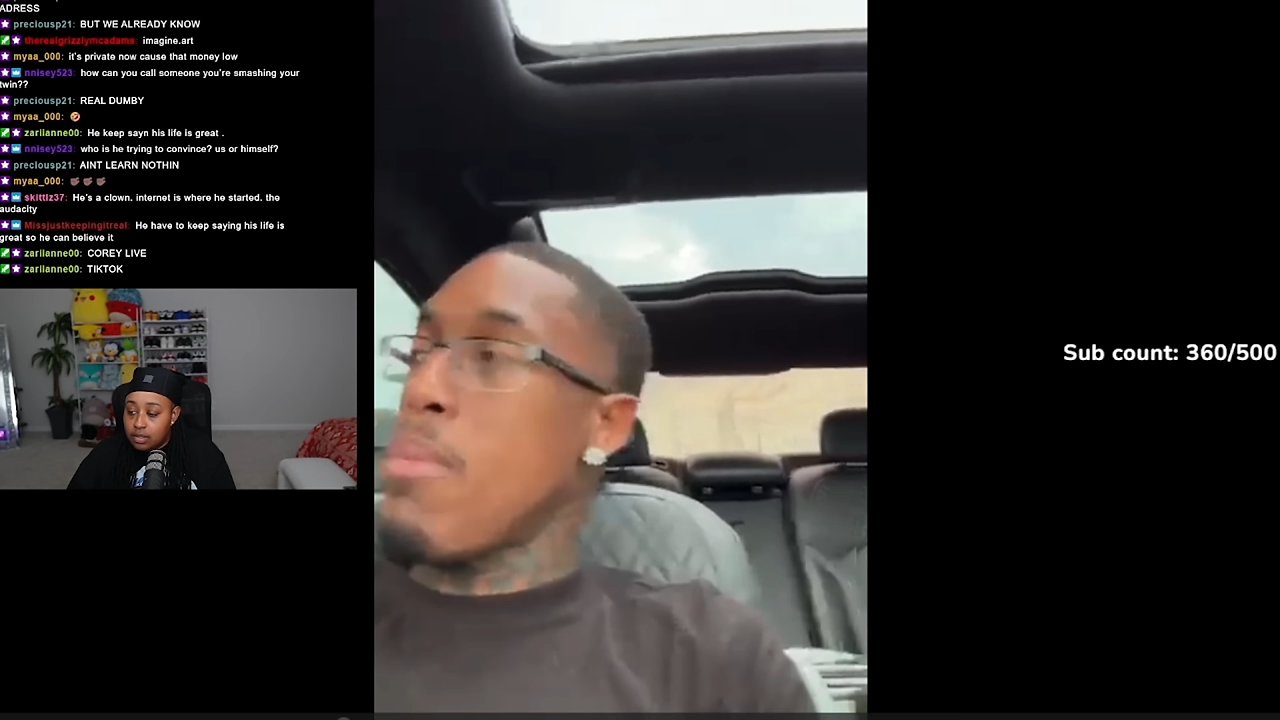 ADRESS
preciousp21: BUT WE ALREADY KNOW
therealgrizzlymcadams: imagine.art
myaa_000: it's private now cause that money low
nnisey523: how can you call someone you're smashing your
twin??
preciousp21: REAL DUMBY
myaa_000: 🤣
zarilanne00: He keep sayn his life is great .
nnisey523: who is he trying to convince? us or himself?
preciousp21: AINT LEARN NOTHIN
myaa_000:
skittlz37: He's a clown. internet is where he started. the
audacity
Missjustkeepingitreal: He have to keep saying his life is
great so he can believe it
zarilanne00: COREY LIVE
zarilanne00: TIKTOK
Sub count: 360/500